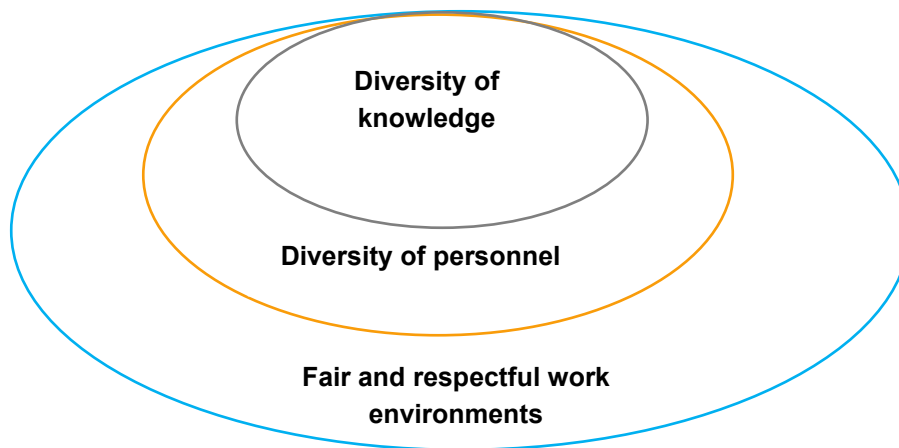 Diversity of
knowledge
Diversity of personnel
Fair and respectful work
environments